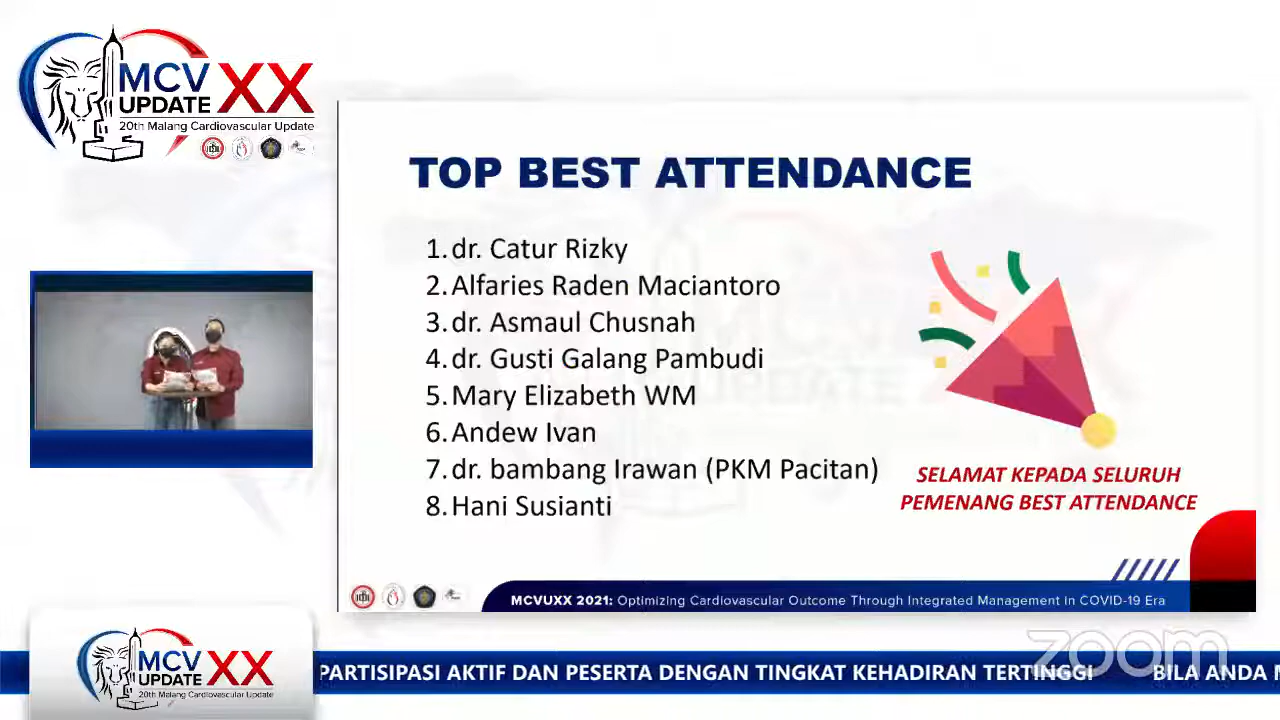 MCV XX
UPDATE
20th Malang Cardiovascular Update
TOP BEST ATTENDANCE
1. dr. Catur Rizky
2. Alfaries Raden Maciantoro
3. dr. Asmaul Chusnah
4. dr. Gusti Galang Pambudi
5. Mary Elizabeth WM
6. Andew Ivan
7. dr. bambang Irawan (PKM Pacitan)
8. Hani Susianti
SELAMAT KEPADA SELURUH
PEMENANG BEST ATTENDANCE
MCVUXX 2021: Optimizing Cardiovascular Outcome Through Integrated Management in COVID-19 Era
zoom
MCV XX
UPDATE
20th Malang Cardiovascular Update
PARTISIPASI AKTIF DAN PESERTA DENGAN TINGKAT KEHADIRAN TERTINGGI BILA ANDA